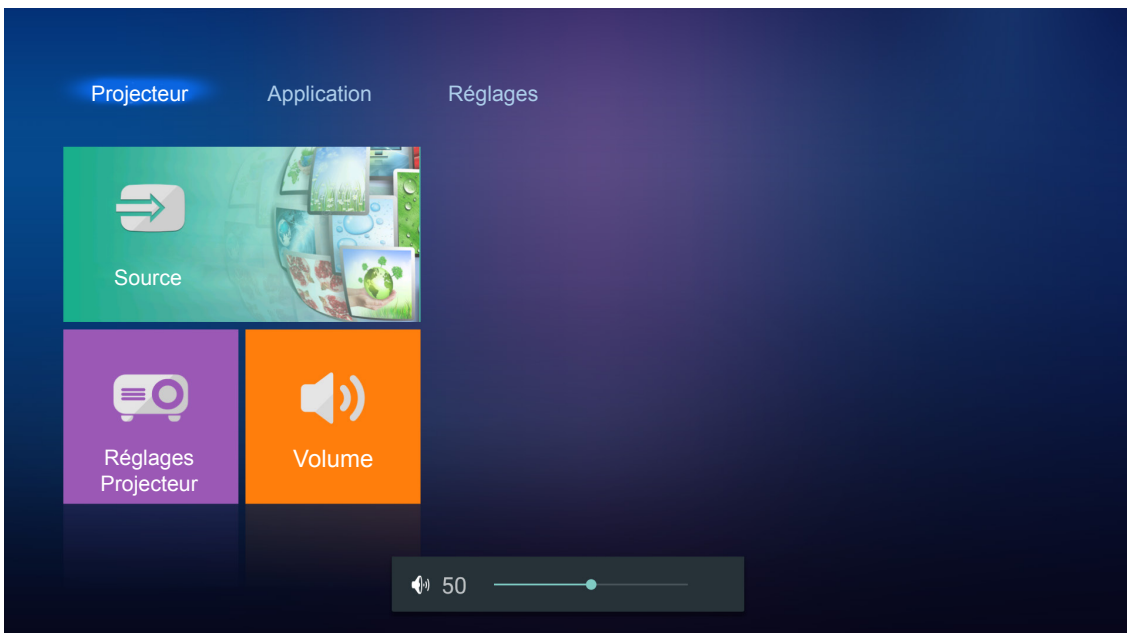 Projecteur Application Réglages
Source
Réglages
Projecteur
Volume
50